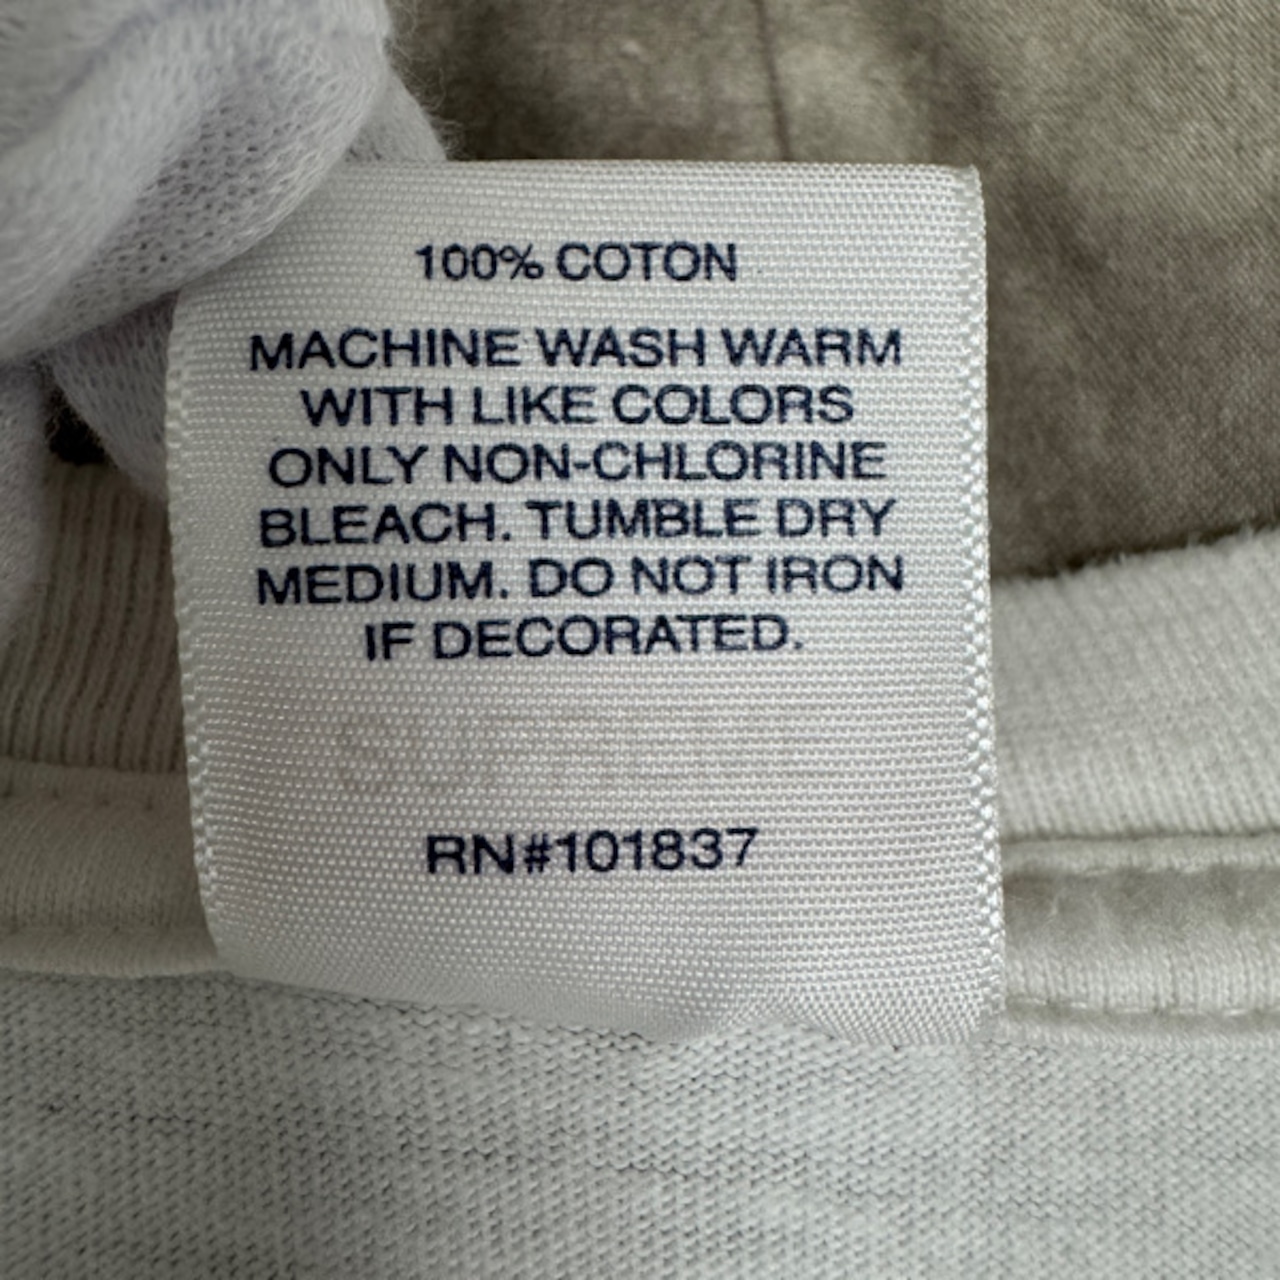 100% COTON
MACHINE WASH WARM
WITH LIKE COLORS
ONLY NON-CHLORINE
BLEACH. TUMBLE DRY
MEDIUM. DO NOT IRON
IF DECORATED.
RN#101837